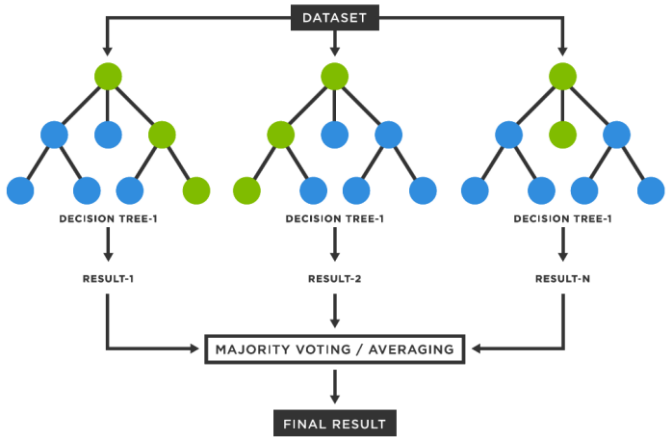 DATASET
DECISION TREE-1
DECISION TREE-1
DECISION TREE-1
RESULT-1
RESULT-2
RESULT-N
MAJORITY VOTING / AVERAGING
FINAL RESULT